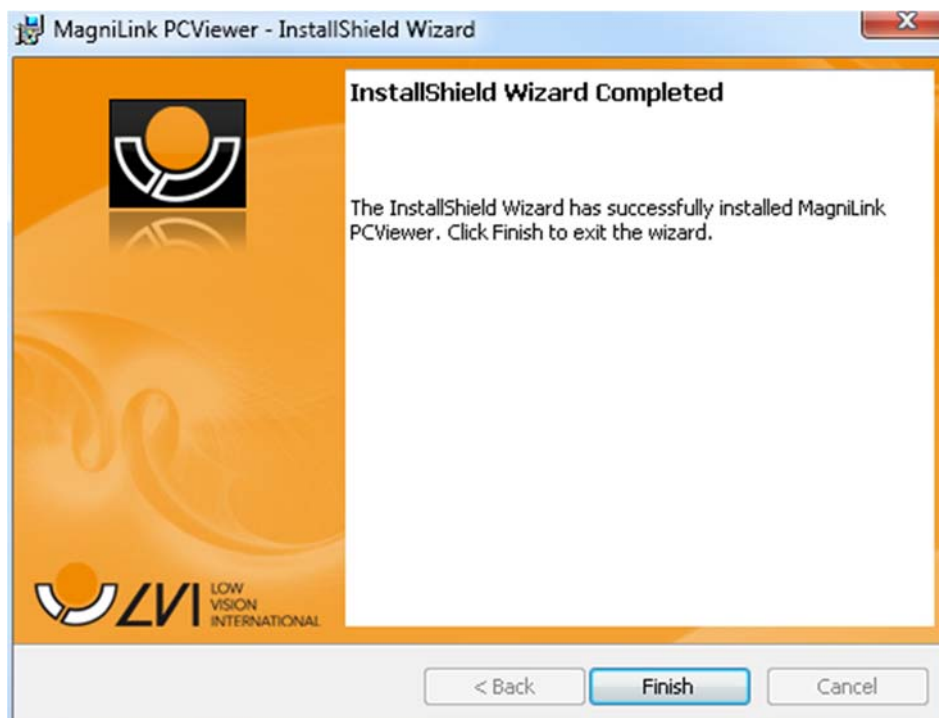 MagniLink PCViewer - InstallShield Wizard
InstallShield Wizard Completed
The InstallShield Wizard has successfully installed MagniLink
PCViewer. Click Finish to exit the wizard.
LVI
LOW
VISION
INTERNATIONAL
< Back
Finish
Cancel